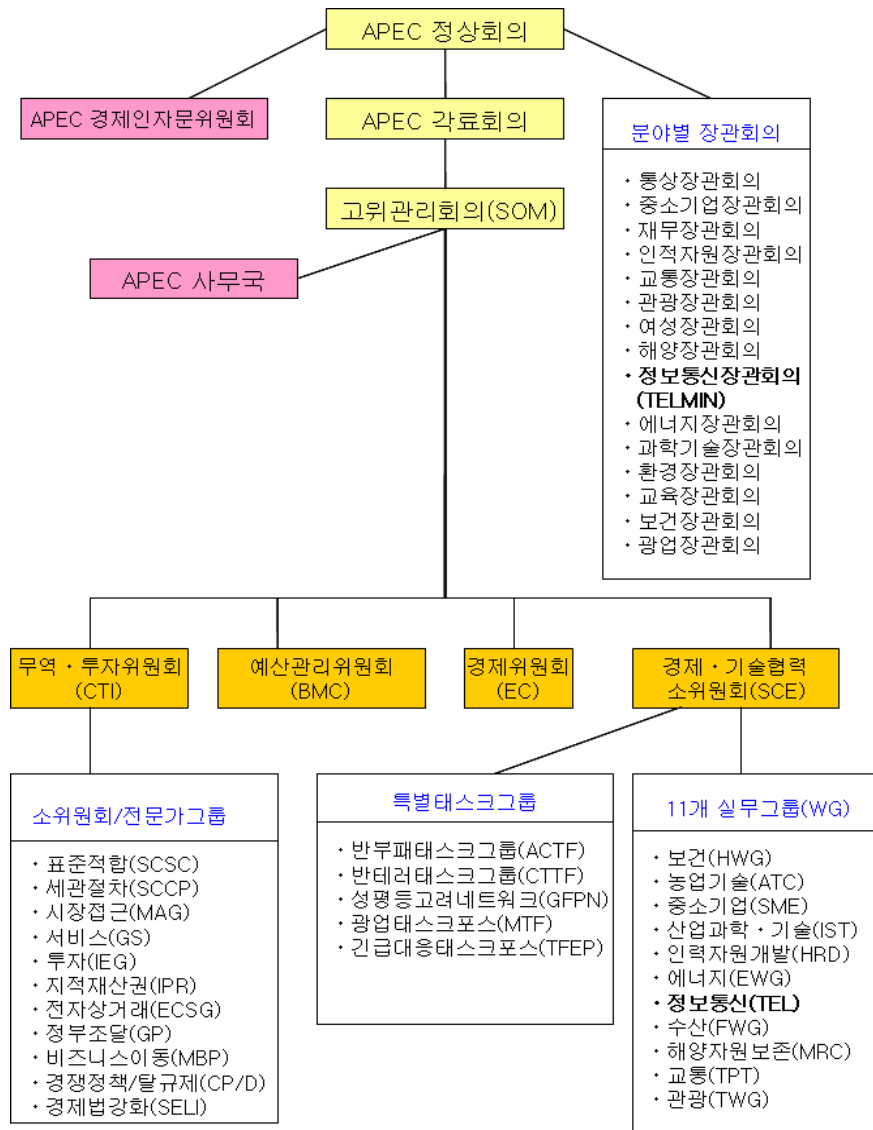 APEC 정상회의
APEC 경제인자문위원회
APEC 각료회의
고위관리회의(SOM)
APEC 사무국
분야별 장관회의
· 통상장관회의
· 중소기업장관회의
· 재무장관회의
· 인적자원장관회의
· 교통장관회의
· 관광장관회의
· 여성장관회의
· 해양장관회의
· 정보통신장관회의
(TELMIN)
· 에너지장관회의
· 과학기술장관회의
· 환경장관회의
· 교육장관회의
· 보건장관회의
· 광업장관회의
무역 · 투자위원회
(CTI)
예산관리위원회
(BMC)
경제위원회
(EC)
경제 · 기술협력
소위원회(SCE)
소위원회/전문가그룹
· 표준적합(SCSC)
· 세관절차(SCCP)
· 시장접근(MAG)
· 서비스(GS)
· 투자(IEG)
· 지적재산권(IPR)
· 전자상거래(ECSG)
· 정부조달(GP)
· 비즈니스이동(MBP)
· 경쟁정책/탈규제(CP/D)
· 경제법강화(SELI)
특별태스크그룹
· 반부패태스크그룹(ACTF)
· 반테러태스크그룹(CTTF)
· 성평등고려네트워크(GFPN)
· 광업태스크포스(MTF)
· 긴급대응태스크포스(TFEP)
11개 실무그룹(WG)
· 보건(HWG)
· 농업기술(ATC)
· 중소기업(SME)
· 산업과학 · 기술(IST)
· 인력자원개발(HRD)
· 에너지(EWG)
· 정보통신(TEL)
· 수산(FWG)
· 해양자원보존(MRC)
· 교통(TPT)
· 관광(TWG)